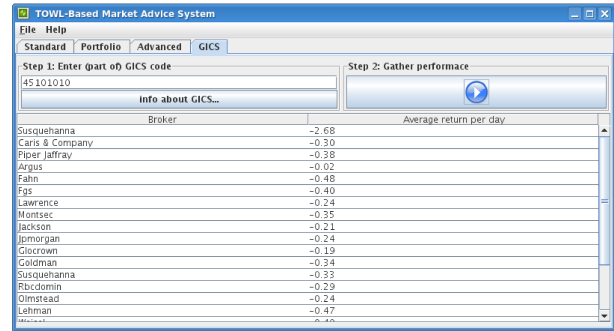 TOWL-Based Market Advice System
File Help
Standard Portfolio Advanced GICS
Step 1: Enter (part of) GICS code
45101010
info about GICS...
Step 2: Gather performace
Broker Average return per day
Susquehanna -2.68
Caris & Company -0.30
Piper Jaffray -0.38
Argus -0.02
Fahn -0.48
Fgs -0.40
Lawrence -0.24
Montsec -0.35
Jackson -0.21
Jpmorgan -0.24
Glocrown -0.19
Goldman -0.34
Susquehanna -0.33
Rbcdomin -0.29
Olmstead -0.24
Lehman -0.47